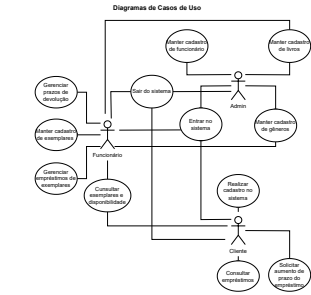 Diagramas de Casos de Uso
Manter cadastro
de funcionário
Manter cadastro
de livros
Gerenciar
prazos de
devolução
Sair do sistema
Admin
Manter cadastro
de exemplares
Entrar no
sistema
Manter cadastro
de gêneros
Funcionário
Gerenciar
empréstimos de
exemplares
Consultar
exemplares e
disponibilidade
Realizar
cadastro no
sistema
Cliente
Consultar
empréstimos
Solicitar
aumento de
prazo do
empréstimo